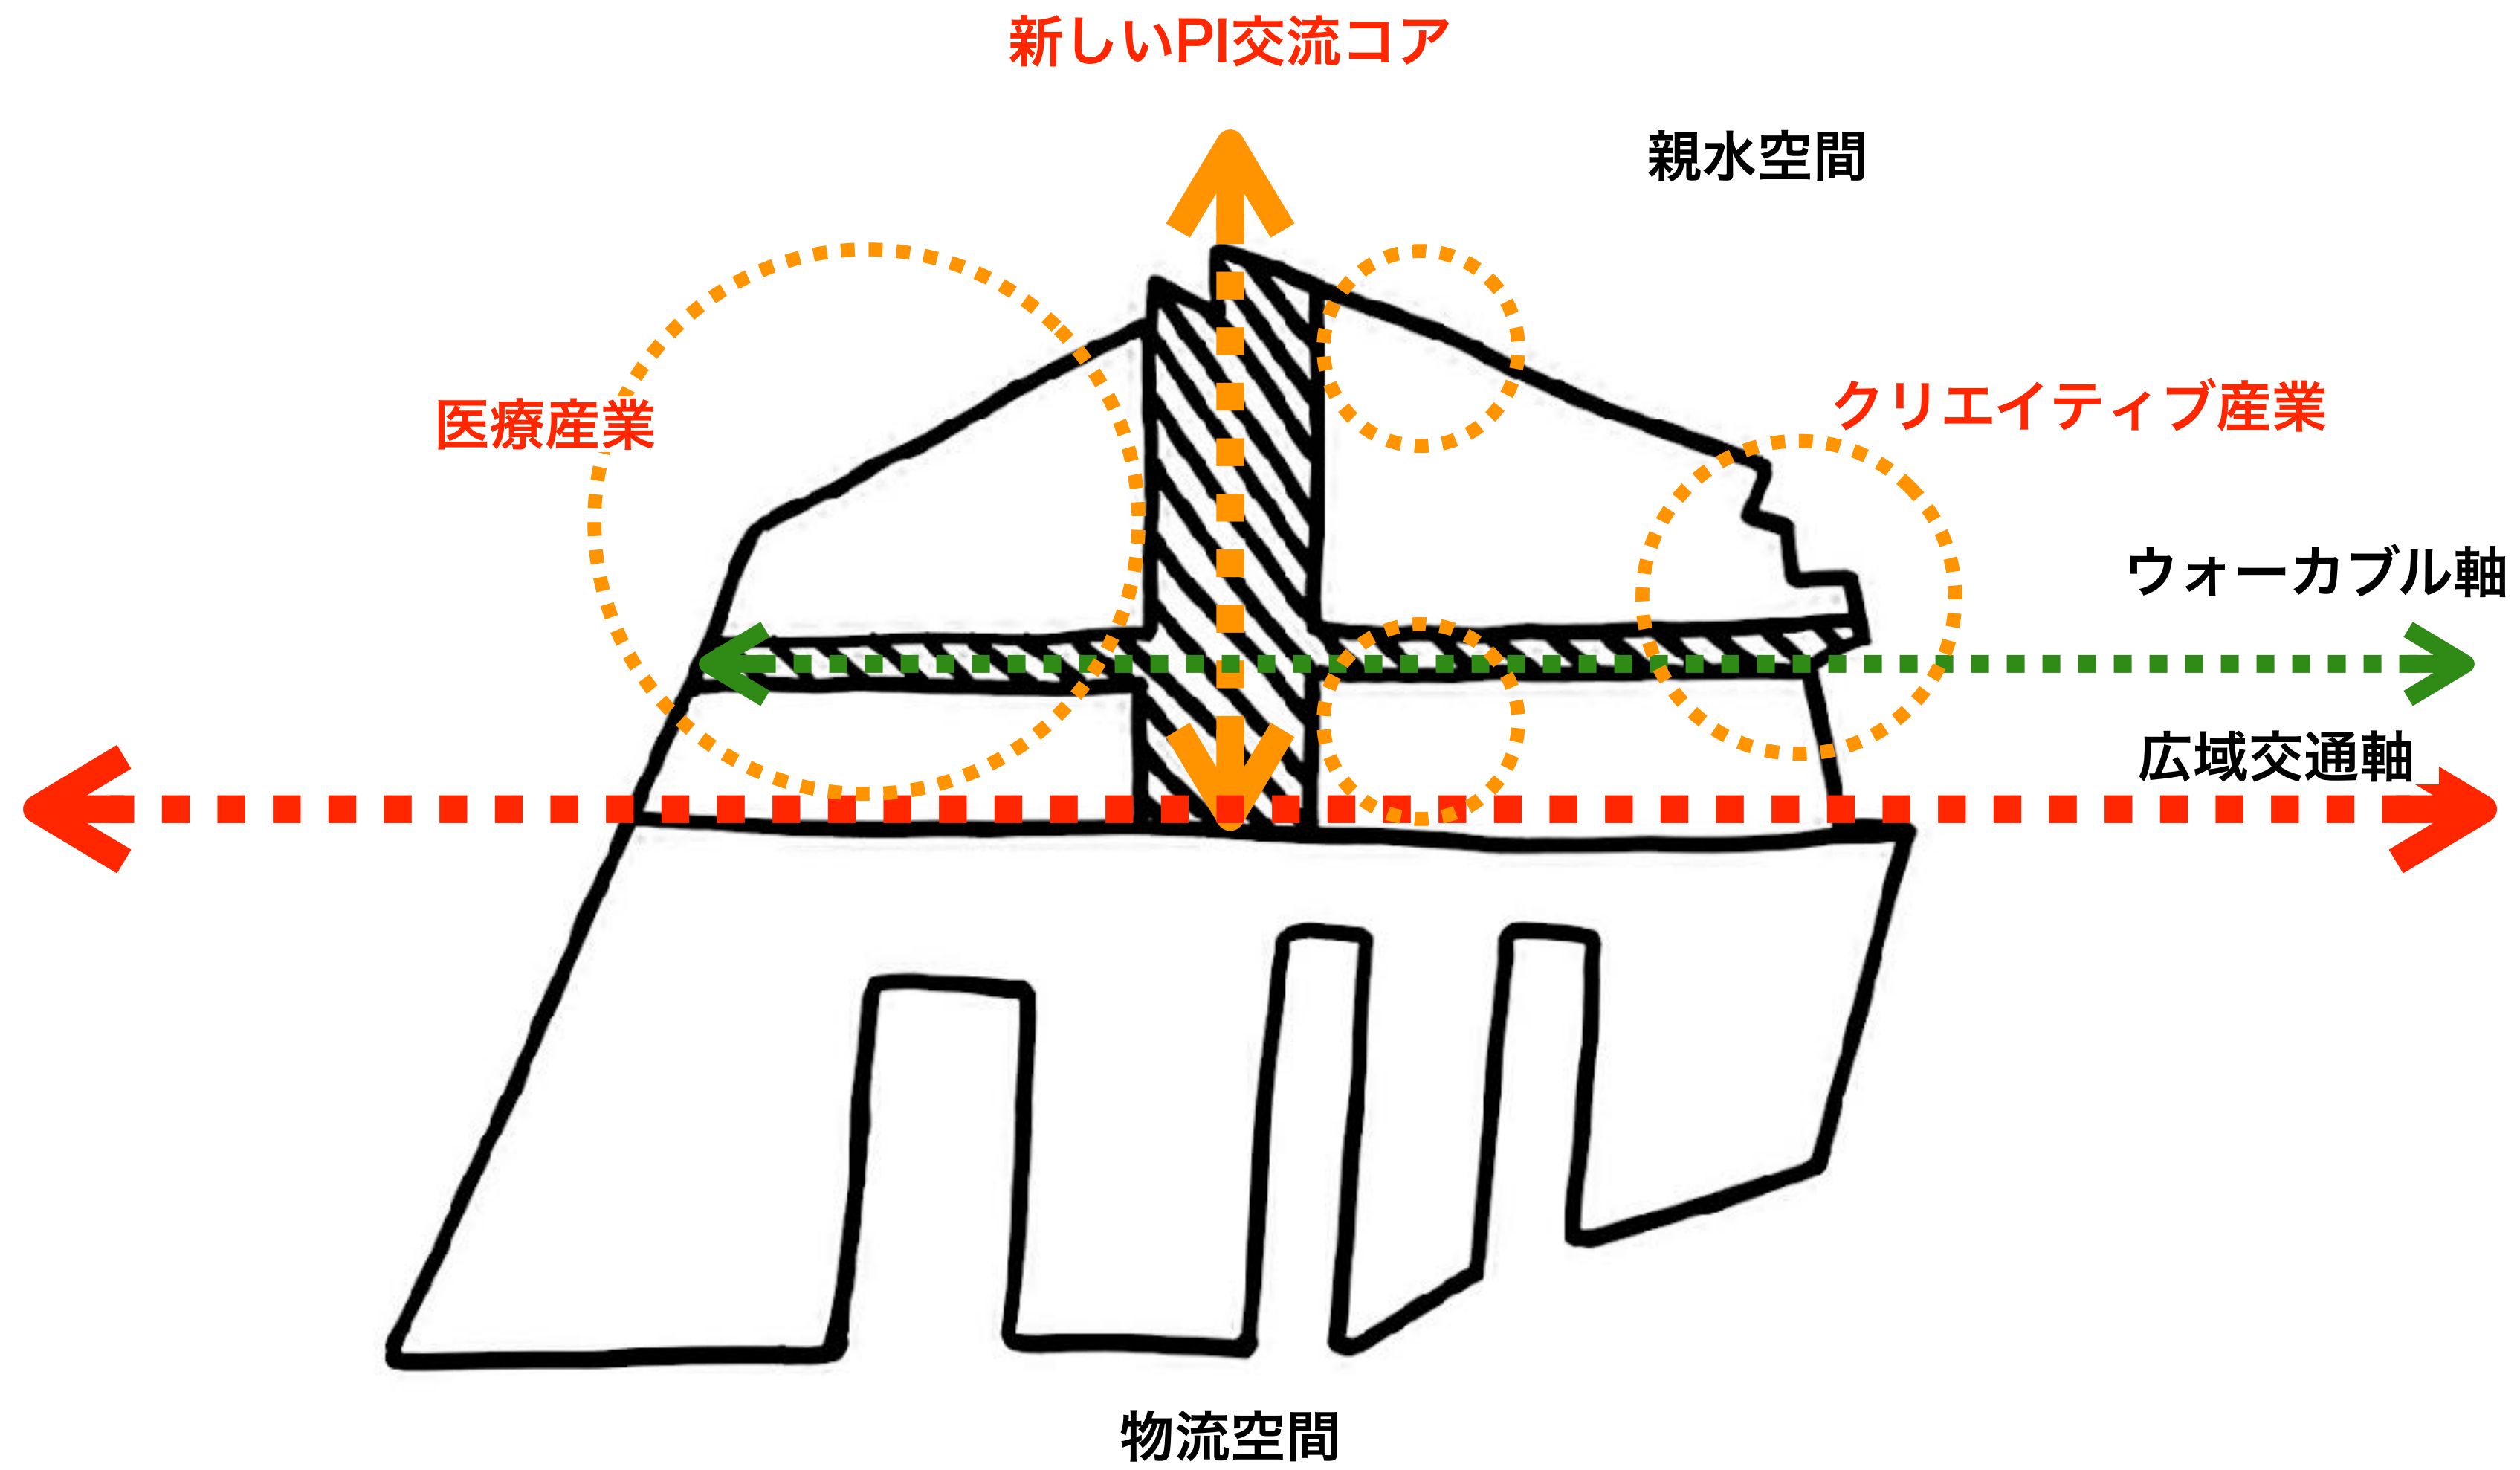 新しいPI交流コア
親水空間
医療産業
クリエイティブ産業
ウォーカブル軸
広域交通軸
物流空間